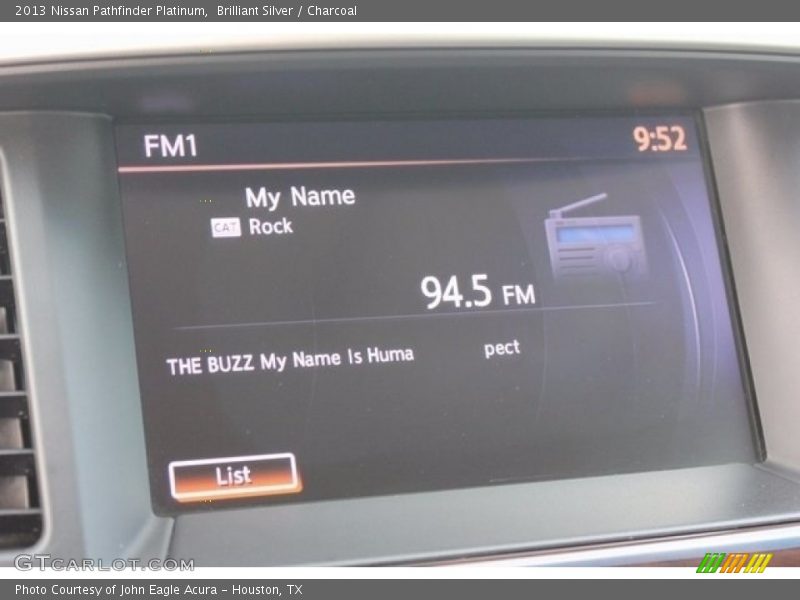 2013 Nissan Pathfinder Platinum, Brilliant Silver / Charcoal
FM1 9:52
My Name
CAT Rock
94.5 FM
THE BUZZ My Name Is Huma pect
List
GTCARLOT.COM
Photo Courtesy of John Eagle Acura - Houston, TX